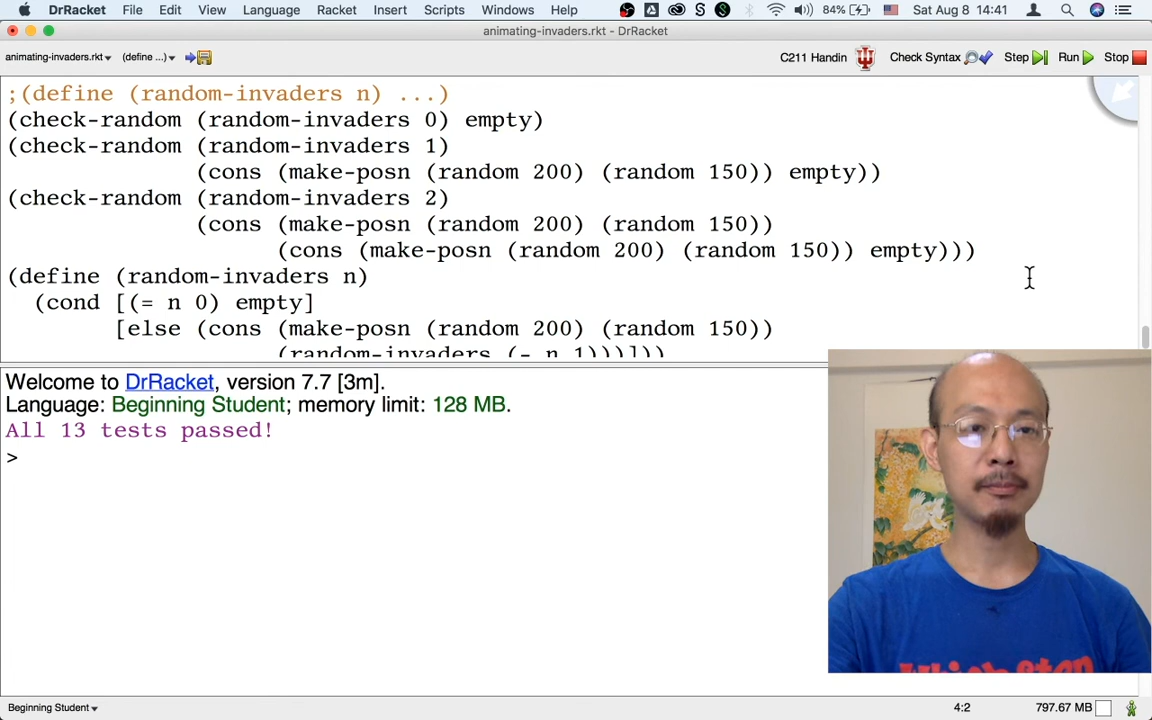 DrRacket File Edit View Language Racket Insert Scripts Windows Help 84% Sat Aug 8 14:41
animating-invaders.rkt - DrRacket
animating-invaders.rkt (define ...) C211 Handin Check Syntax Step Run Stop
;(define (random-invaders n) ...)
(check-random (random-invaders 0) empty)
(check-random (random-invaders 1)
(cons (make-posn (random 200) (random 150)) empty))
(check-random (random-invaders 2)
(cons (make-posn (random 200) (random 150))
(cons (make-posn (random 200) (random 150)) empty)))
(define (random-invaders n)
(cond [(= n 0) empty]
[else (cons (make-posn (random 200) (random 150))
(random-invaders (- n 1)))]))
Welcome to DrRacket, version 7.7 [3m].
Language: Beginning Student; memory limit: 128 MB.
All 13 tests passed!
>
Beginning Student 4:2 797.67 MB